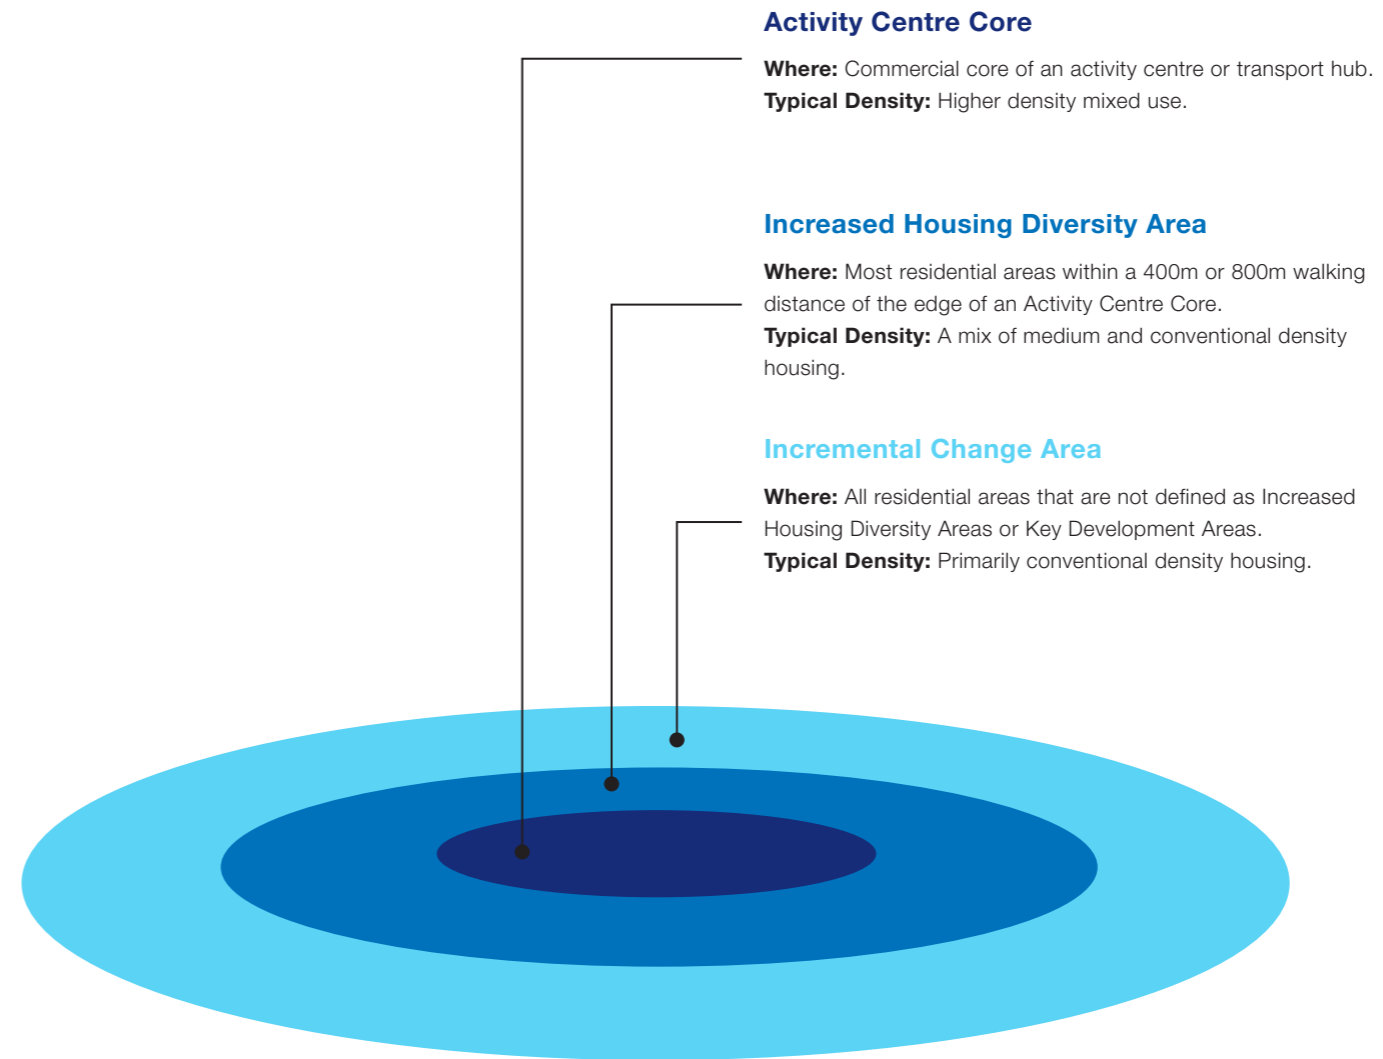 Activity Centre Core
Where: Commercial core of an activity centre or transport hub.
Typical Density: Higher density mixed use.
Increased Housing Diversity Area
Where: Most residential areas within a 400m or 800m walking
distance of the edge of an Activity Centre Core.
Typical Density: A mix of medium and conventional density
housing.
Incremental Change Area
Where: All residential areas that are not defined as Increased
Housing Diversity Areas or Key Development Areas.
Typical Density: Primarily conventional density housing.